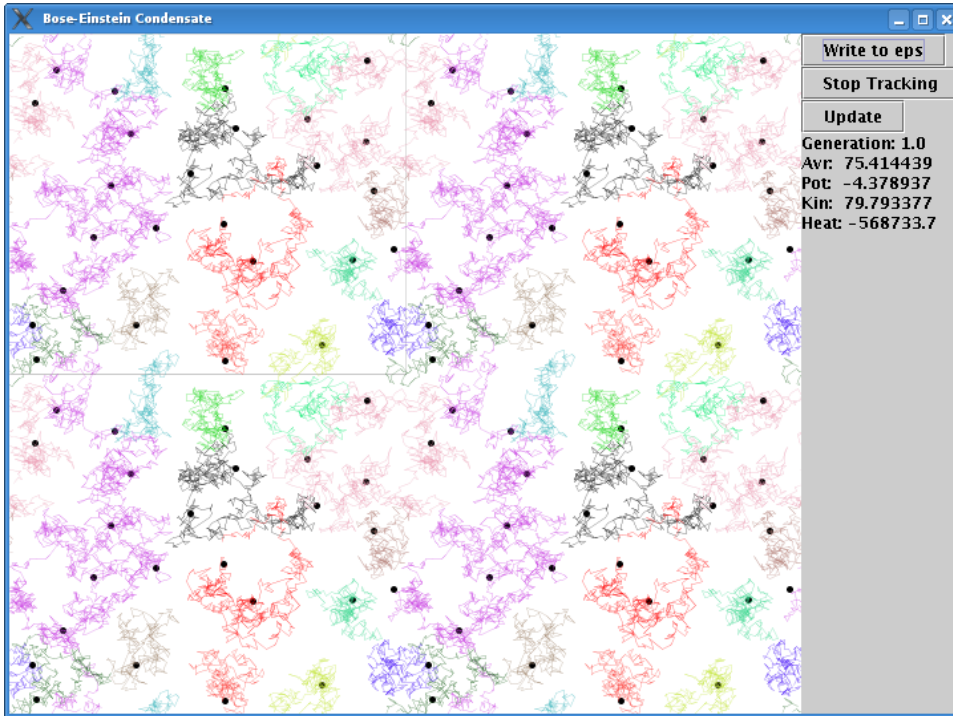 Bose-Einstein Condensate
Write to eps
Stop Tracking
Update
Generation: 1.0
Avr: 75.414439
Pot: -4.378937
Kin: 79.793377
Heat: -568733.7